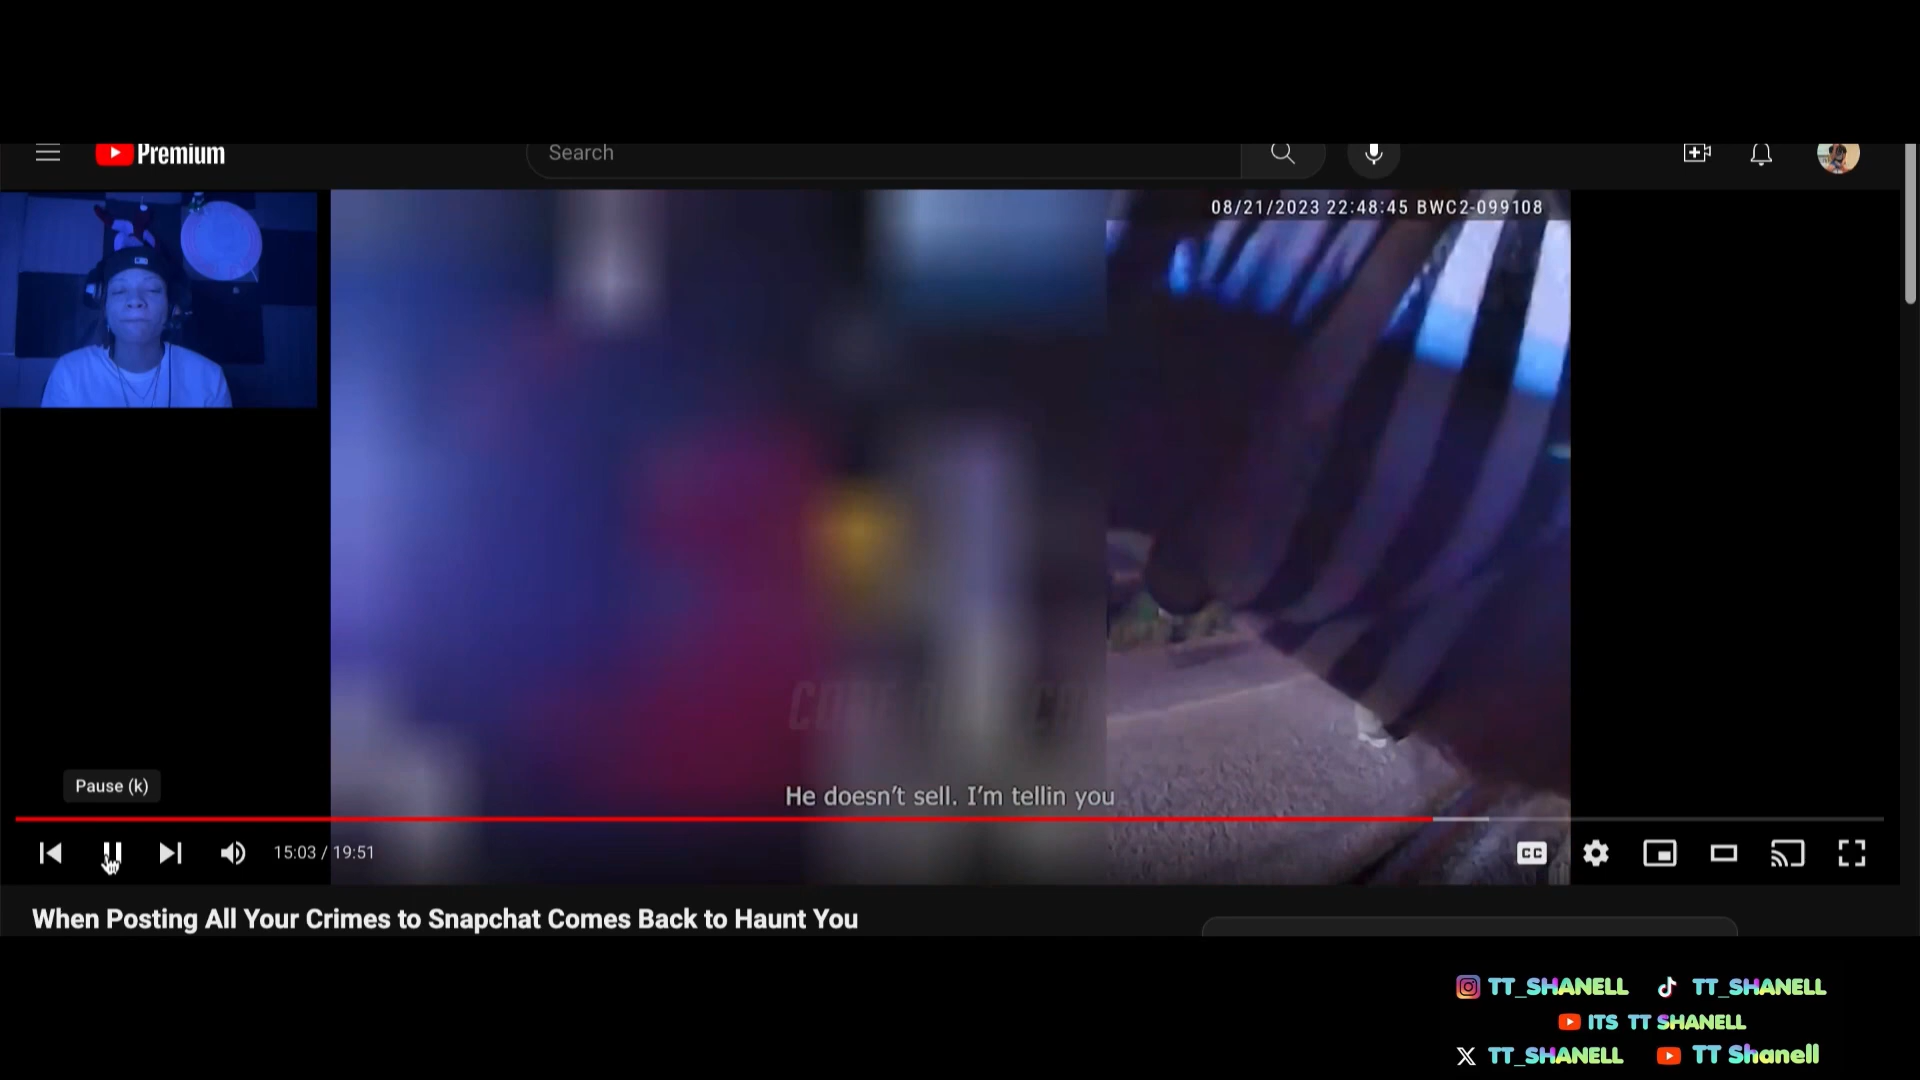 Premium
Search
08/21/2023 22:48:45 BWC2-099108
He doesn't sell. I'm tellin you
Pause (k)
15:03 / 19:51
CC
When Posting All Your Crimes to Snapchat Comes Back to Haunt You
TT_SHANELL TT_SHANELL
ITS TT SHANELL
X TT_SHANELL TT Shanell